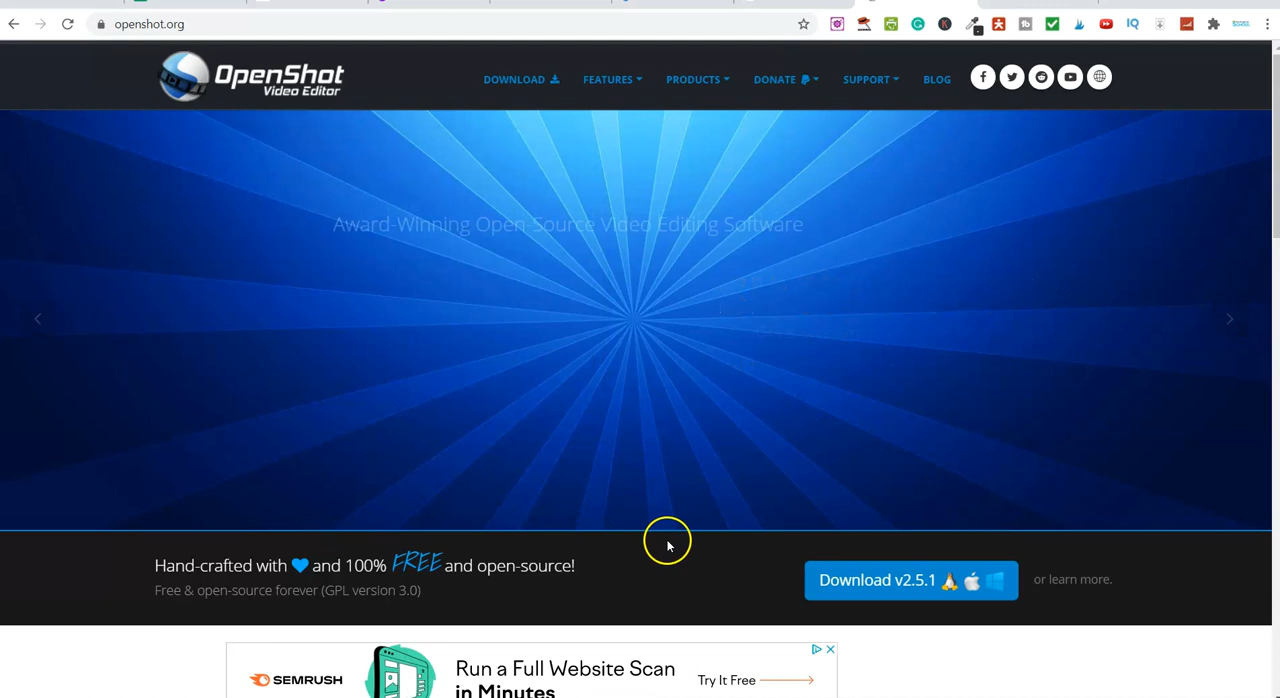 openshot.org
OpenShot
Video Editor
DOWNLOAD
FEATURES
PRODUCTS
DONATE
SUPPORT
BLOG
Award-Winning Open-Source Video Editing Software
Hand-crafted with and 100% FREE and open-source!
Free & open-source forever (GPL version 3.0)
Download v2.5.1
or learn more.
SEMRUSH
Run a Full Website Scan
in Minutes
Try It Free